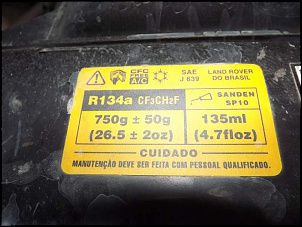 CFC FREE A/C
SAE J 639
LAND ROVER DO BRASIL
R134a CF3CH2F
SANDEN SP10
750g ± 50g
(26.5 ± 2oz)
135ml
(4.7floz)
CUIDADO
MANUTENÇÃO DEVE SER FEITA COM PESSOAL QUALIFICADO.